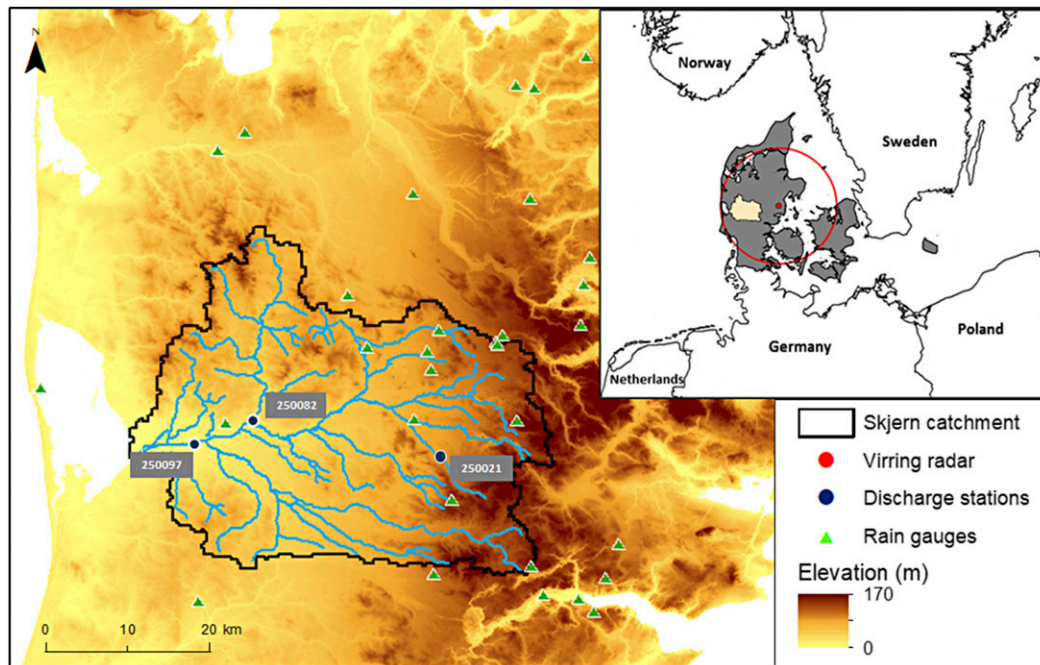 N
Norway
Sweden
Poland
Germany
Netherlands
250082
250097
250021
Skjern catchment
Virring radar
Discharge stations
Rain gauges
Elevation (m)
170
0
0 10 20 km